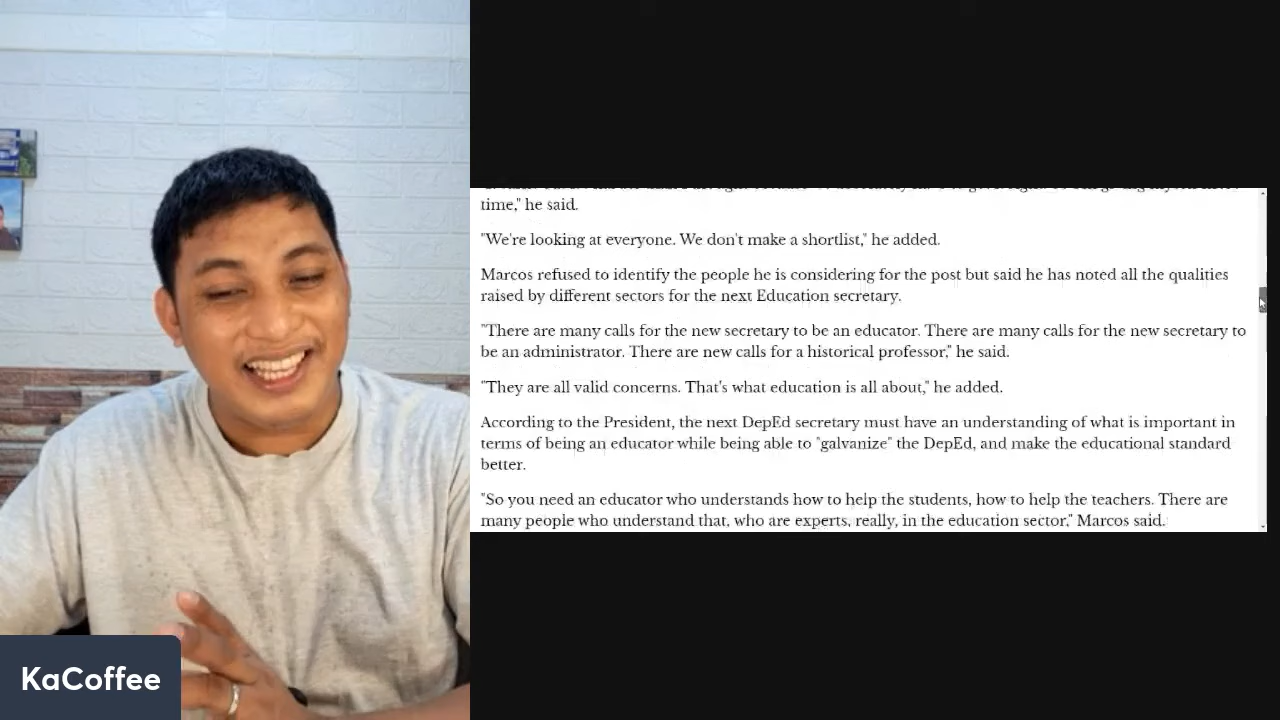 time," he said.
"We're looking at everyone. We don't make a shortlist," he added.
Marcos refused to identify the people he is considering for the post but said he has noted all the qualities
raised by different sectors for the next Education secretary.
"There are many calls for the new secretary to be an educator. There are many calls for the new secretary to
be an administrator. There are new calls for a historical professor," he said.
"They are all valid concerns. That's what education is all about," he added.
According to the President, the next DepEd secretary must have an understanding of what is important in
terms of being an educator while being able to "galvanize" the DepEd, and make the educational standard
better.
"So you need an educator who understands how to help the students, how to help the teachers. There are
many people who understand that, who are experts, really, in the education sector," Marcos said.
KaCoffee